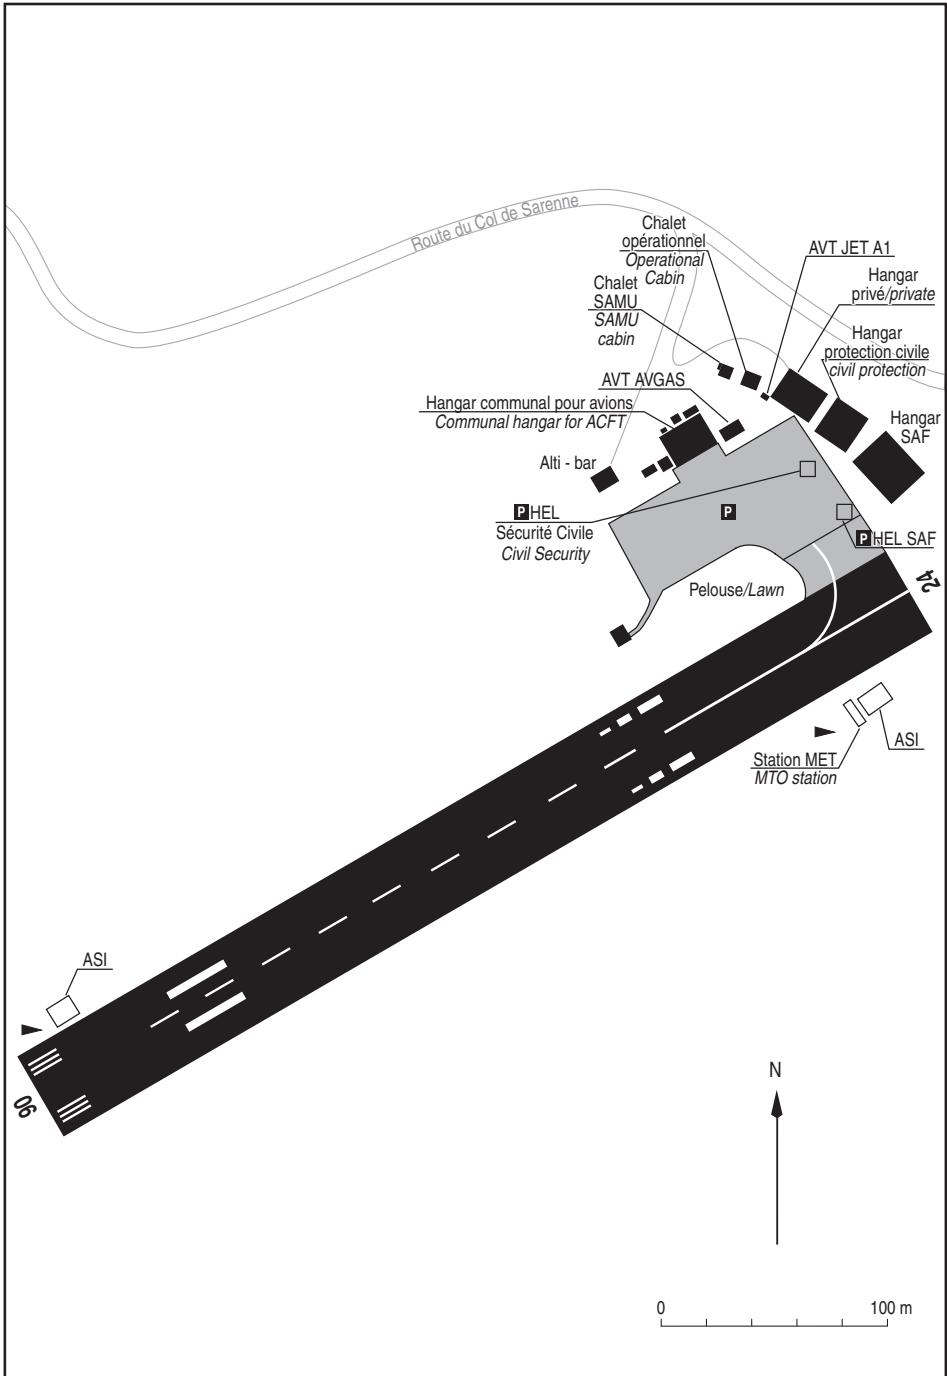 Route du Col de Sarenne
Chalet
opérationnel
Operational
Cabin
AVT JET A1
Hangar
privé/private
Chalet
SAMU
SAMU
cabin
Hangar
protection civile
civil protection
AVT AVGAS
Hangar communal pour avions
Communal hangar for ACFT
Hangar
SAF
Alti - bar
P HEL
Sécurité Civile
Civil Security
P
P HEL SAF
Pelouse/Lawn
24
ASI
Station MET
MTO station
ASI
06
N
0 100 m